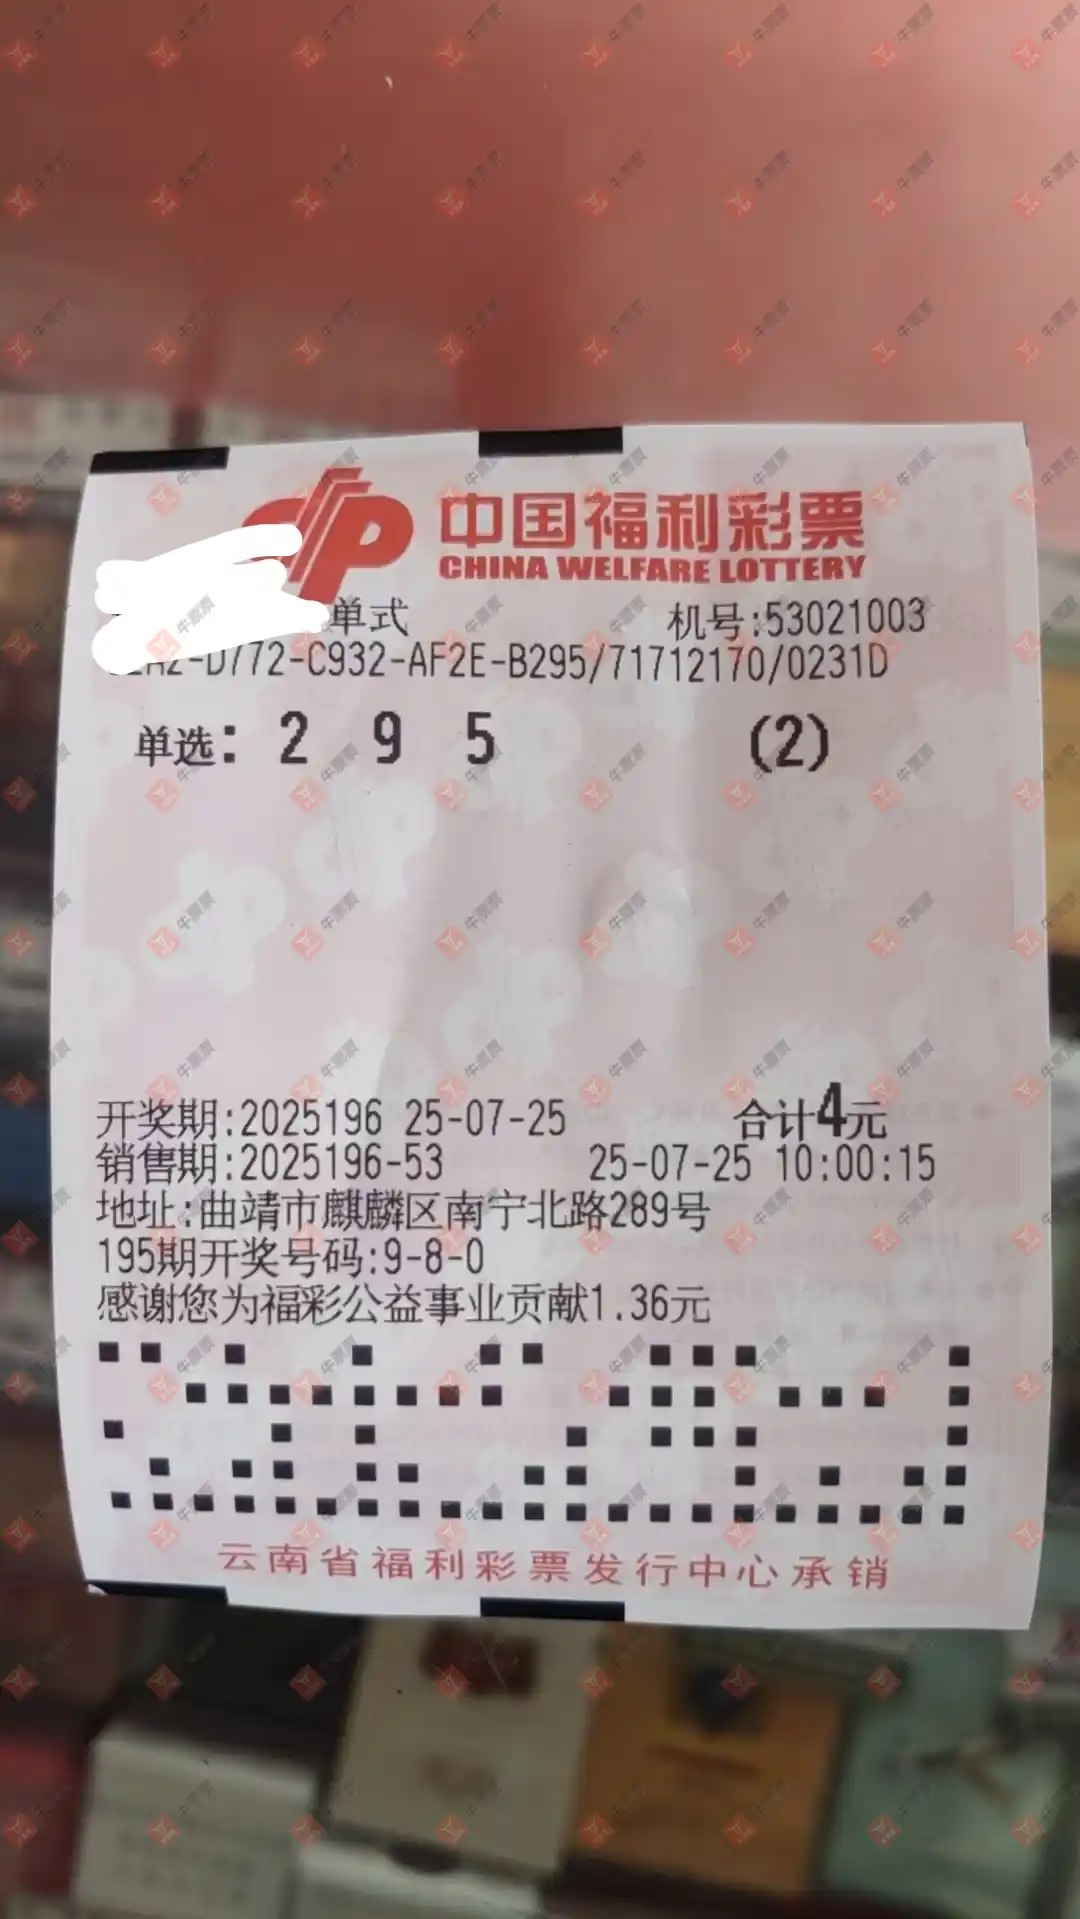 中国福利彩票
CHINA WELFARE LOTTERY
单式 机号:53021003
2-D772-C932-AF2E-B295/71712170/0231D
单选: 2 9 5 (2)
开奖期:2025196 25-07-25 合计4元
销售期:2025196-53 25-07-25 10:00:15
地址:曲靖市麒麟区南宁北路289号
195期开奖号码:9-8-0
感谢您为福彩公益事业贡献1.36元
云南省福利彩票发行中心承销
牛票票